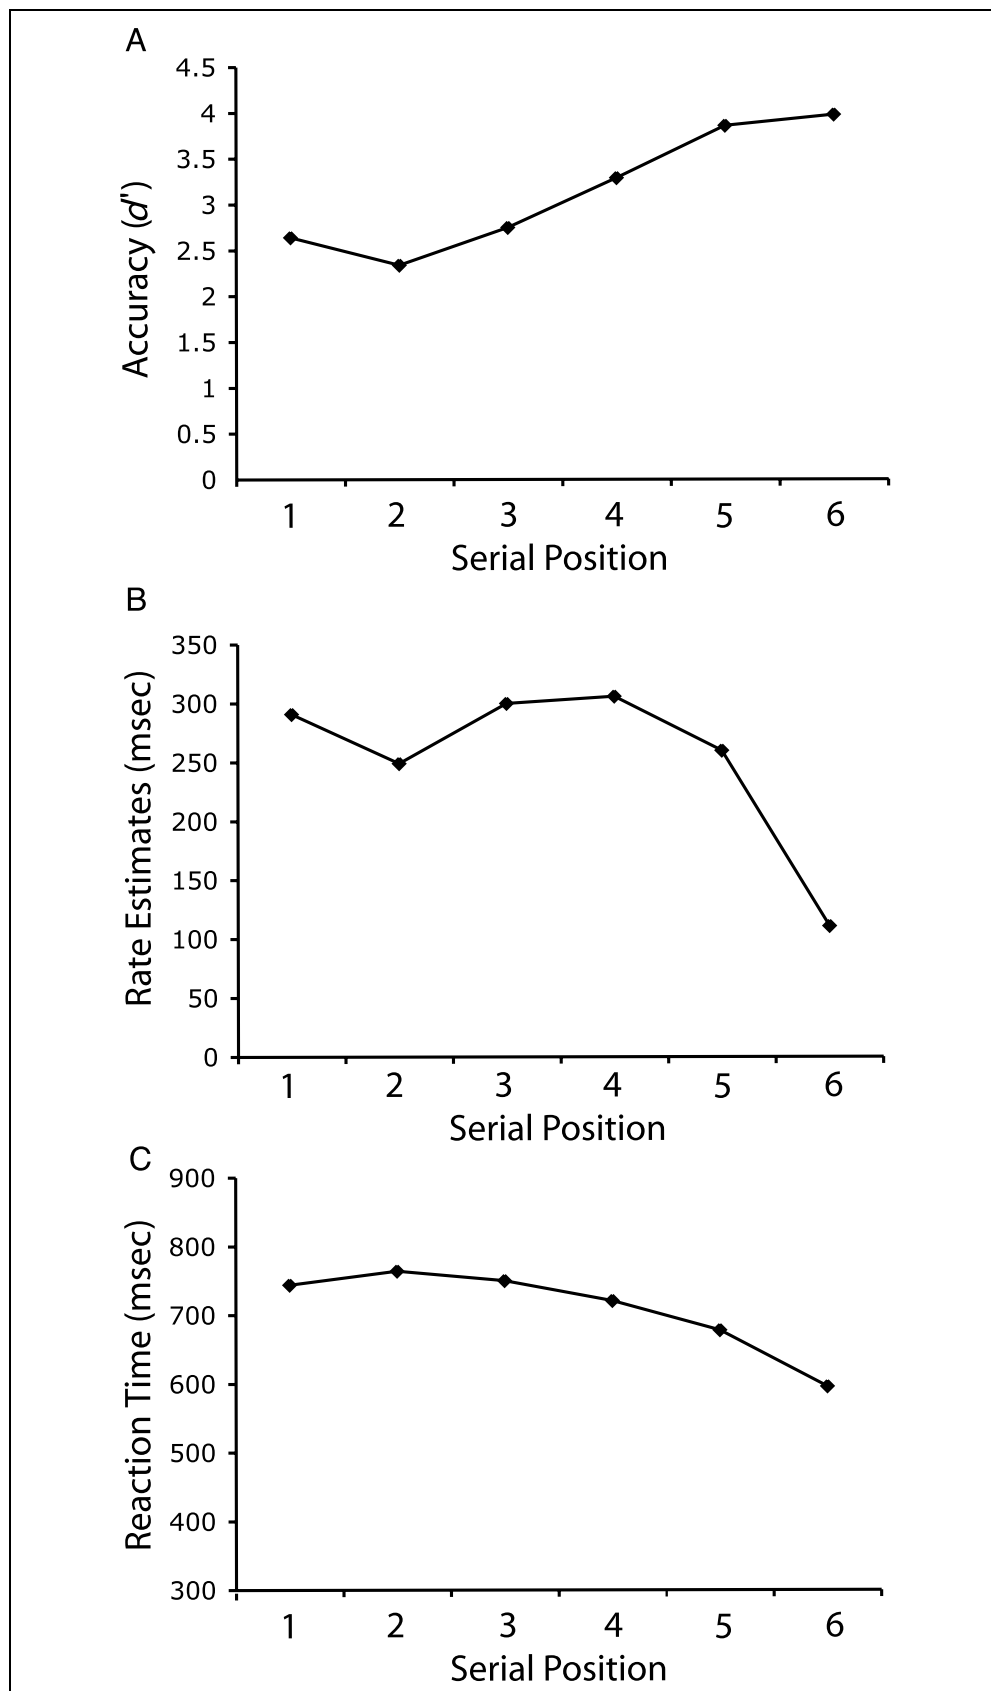 A
4.5
4
3.5
3
2.5
2
1.5
1
0.5
0
Accuracy (d')
1 2 3 4 5 6
Serial Position
B
350
300
250
200
150
100
50
0
Rate Estimates (msec)
1 2 3 4 5 6
Serial Position
C
900
800
700
600
500
400
300
Reaction Time (msec)
1 2 3 4 5 6
Serial Position